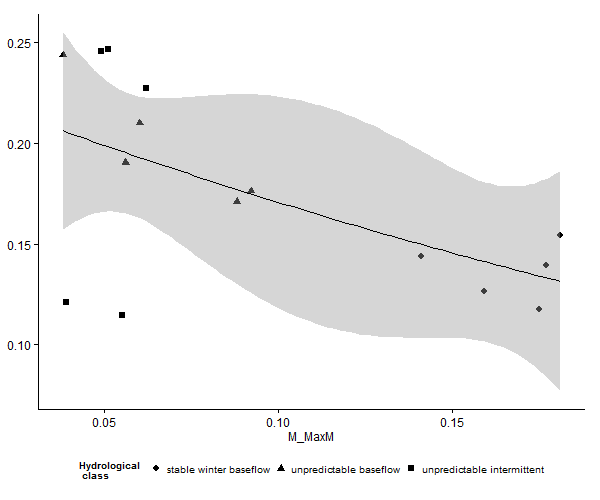 0.25
0.20
0.15
0.10
0.05 0.10 0.15
M_MaxM
Hydrological
class
stable winter baseflow unpredictable baseflow unpredictable intermittent